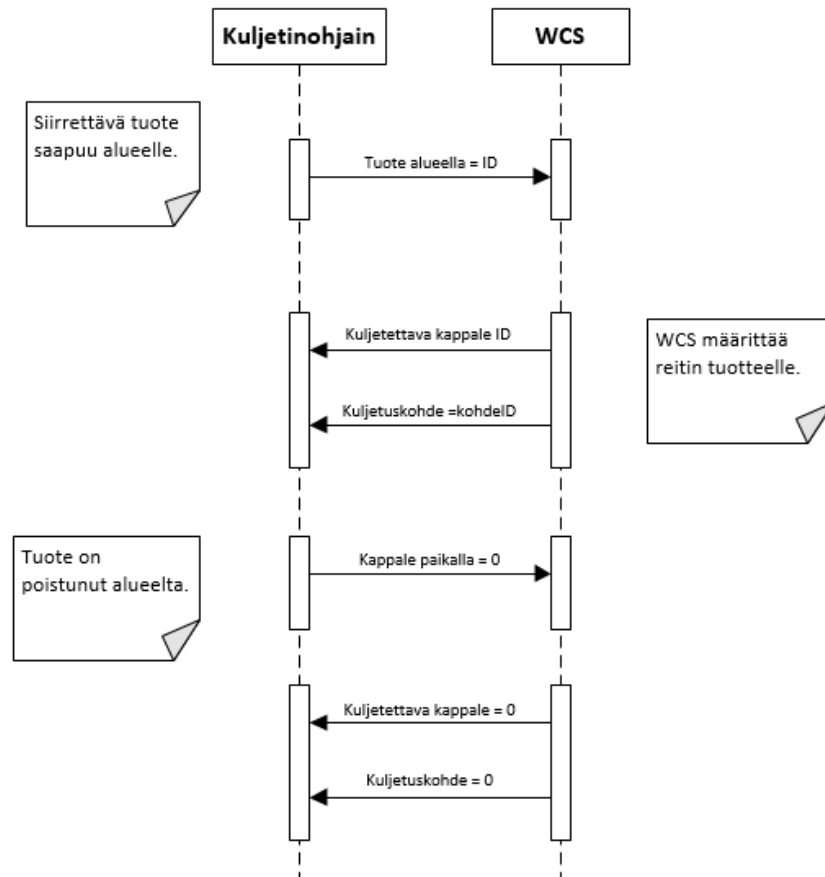 Kuljetinohjain
WCS
Siirrettävä tuote
saapuu alueelle.
Tuote alueella = ID
Kuljetettava kappale ID
WCS määrittää
reitin tuotteelle.
Kuljetuskohde =kohdeID
Tuote on
poistunut alueelta.
Kappale paikalla = 0
Kuljetettava kappale = 0
Kuljetuskohde = 0